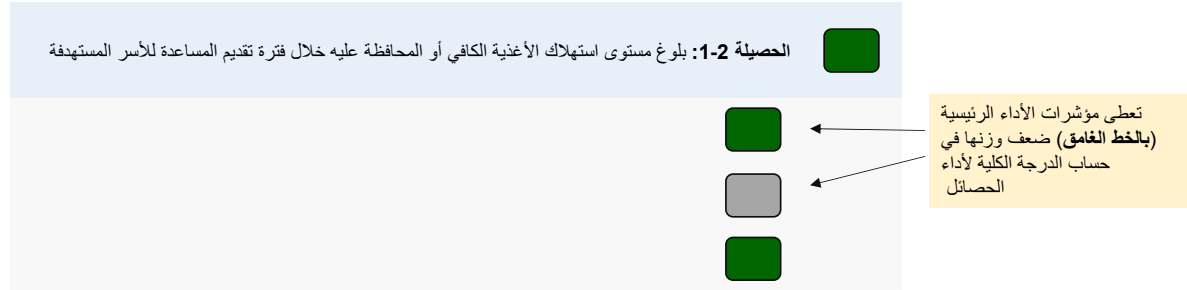 الحصيلة 2-1: بلوغ مستوى استهلاك الأغذية الكافي أو المحافظة عليه خلال فترة تقديم المساعدة للأسر المستهدفة
تعطى مؤشرات الأداء الرئيسية
(بالخط الغامق) ضعف وزنها في
حساب الدرجة الكلية لأداء
الحصائل